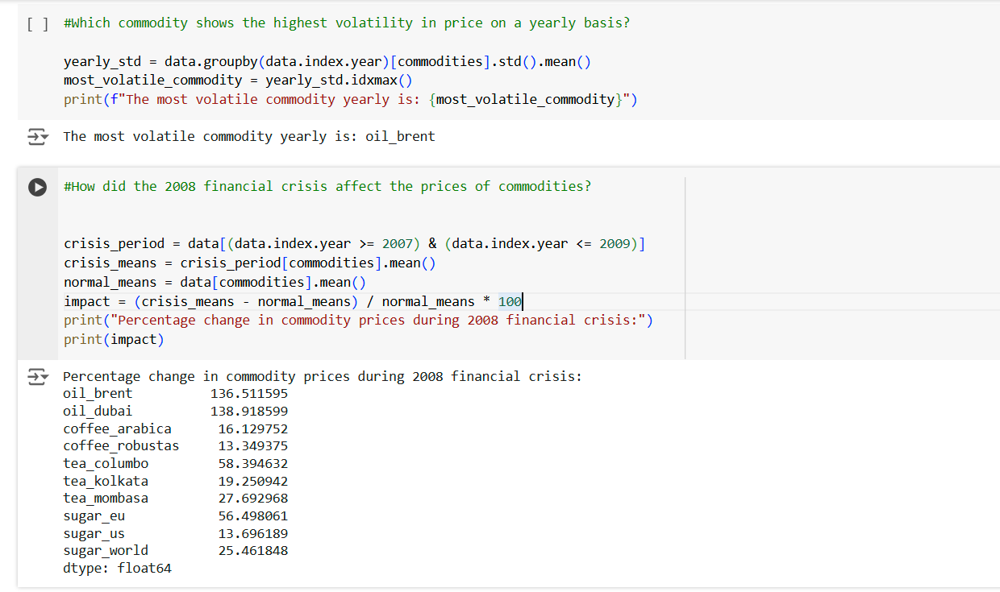 [ ] #Which commodity shows the highest volatility in price on a yearly basis?
yearly_std = data.groupby(data.index.year)[commodities].std().mean()
most_volatile_commodity = yearly_std.idxmax()
print(f"The most volatile commodity yearly is: {most_volatile_commodity}")
The most volatile commodity yearly is: oil_brent
#How did the 2008 financial crisis affect the prices of commodities?
crisis_period = data[(data.index.year >= 2007) & (data.index.year <= 2009)]
crisis_means = crisis_period[commodities].mean()
normal_means = data[commodities].mean()
impact = (crisis_means - normal_means) / normal_means * 100
print("Percentage change in commodity prices during 2008 financial crisis:")
print(impact)
Percentage change in commodity prices during 2008 financial crisis:
oil_brent 136.511595
oil_dubai 138.918599
coffee_arabica 16.129752
coffee_robustas 13.349375
tea_columbo 58.394632
tea_kolkata 19.250942
tea_mombasa 27.692968
sugar_eu 56.498061
sugar_us 13.696189
sugar_world 25.461848
dtype: float64